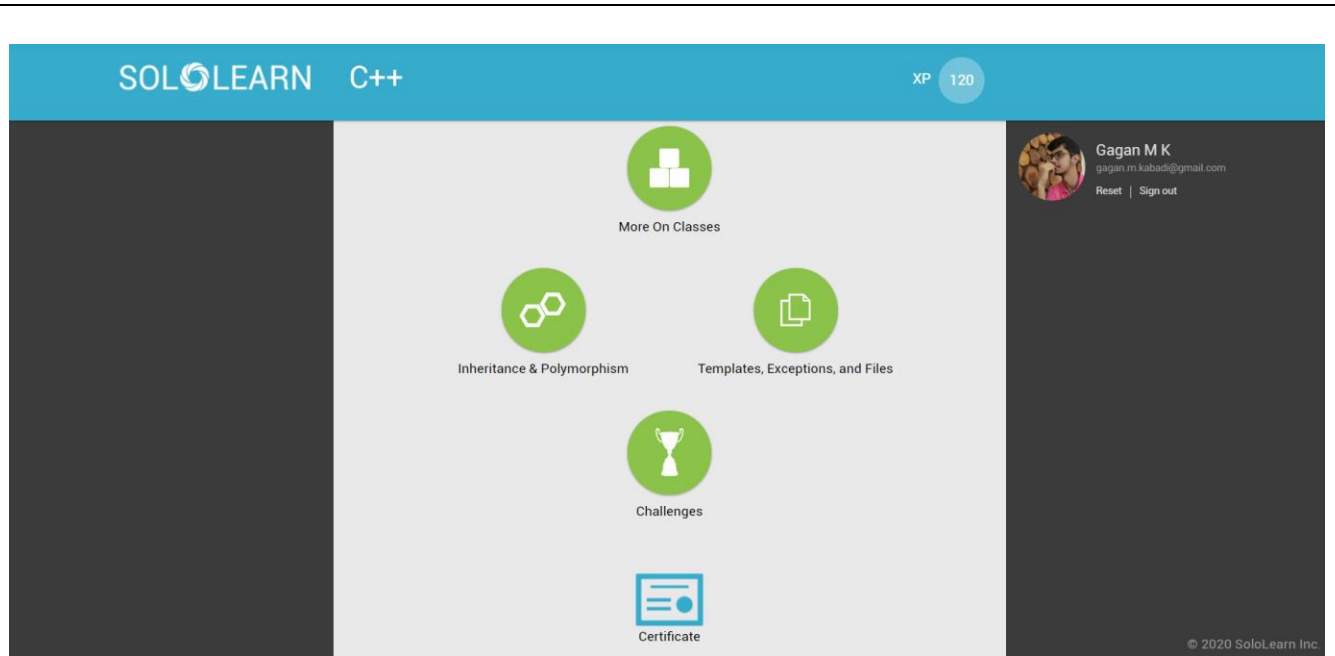 SOLOLEARN C++ XP 120
Gagan M K
gagan.m.kabadi@gmail.com
Reset | Sign out
More On Classes
Inheritance & Polymorphism
Templates, Exceptions, and Files
Challenges
Certificate
© 2020 SoloLearn Inc.